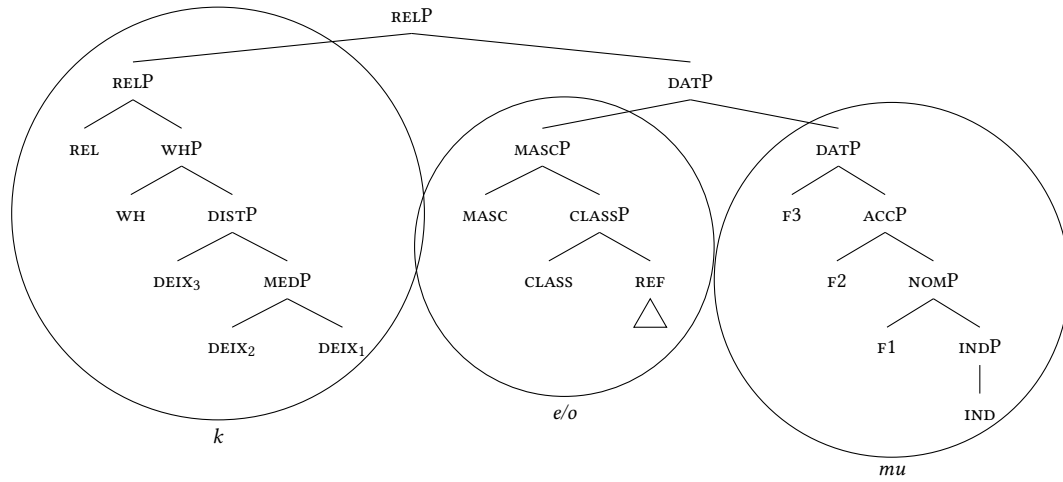 RELP
RELP DATP
REL WHP MASCP DATP
WH DISTP MASC CLASSP F3 ACCP
DEIX₃ MEDP CLASS REF F2 NOMP
DEIX₂ DEIX₁ F1 INDP
e/o IND
k
mu